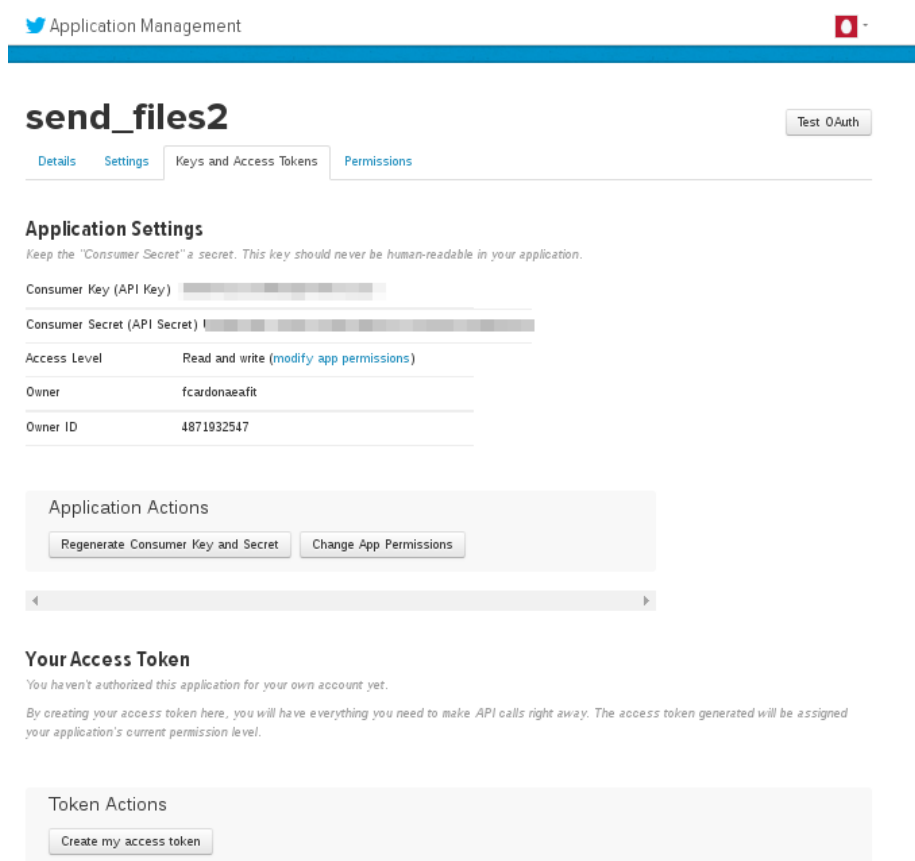 Application Management
send_files2
Test OAuth
Details Settings Keys and Access Tokens Permissions
Application Settings
Keep the "Consumer Secret" a secret. This key should never be human-readable in your application.
Consumer Key (API Key)
Consumer Secret (API Secret)
Access Level Read and write (modify app permissions)
Owner fcardonaeafit
Owner ID 4871932547
Application Actions
Regenerate Consumer Key and Secret Change App Permissions
Your Access Token
You haven't authorized this application for your own account yet.
By creating your access token here, you will have everything you need to make API calls right away. The access token generated will be assigned
your application's current permission level.
Token Actions
Create my access token